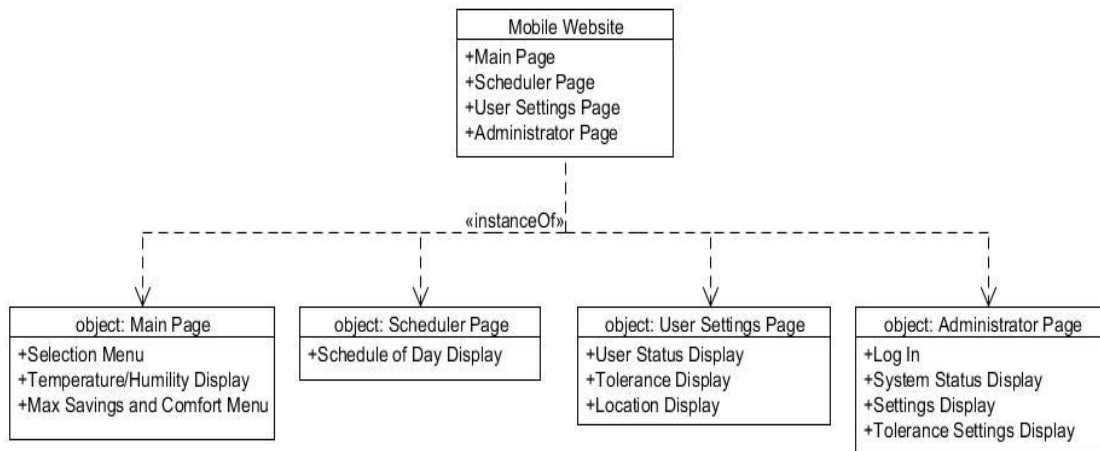 Mobile Website
+Main Page
+Scheduler Page
+User Settings Page
+Administrator Page
«instanceOf»
object: Main Page
+Selection Menu
+Temperature/Humility Display
+Max Savings and Comfort Menu
object: Scheduler Page
+Schedule of Day Display
object: User Settings Page
+User Status Display
+Tolerance Display
+Location Display
object: Administrator Page
+Log In
+System Status Display
+Settings Display
+Tolerance Settings Display